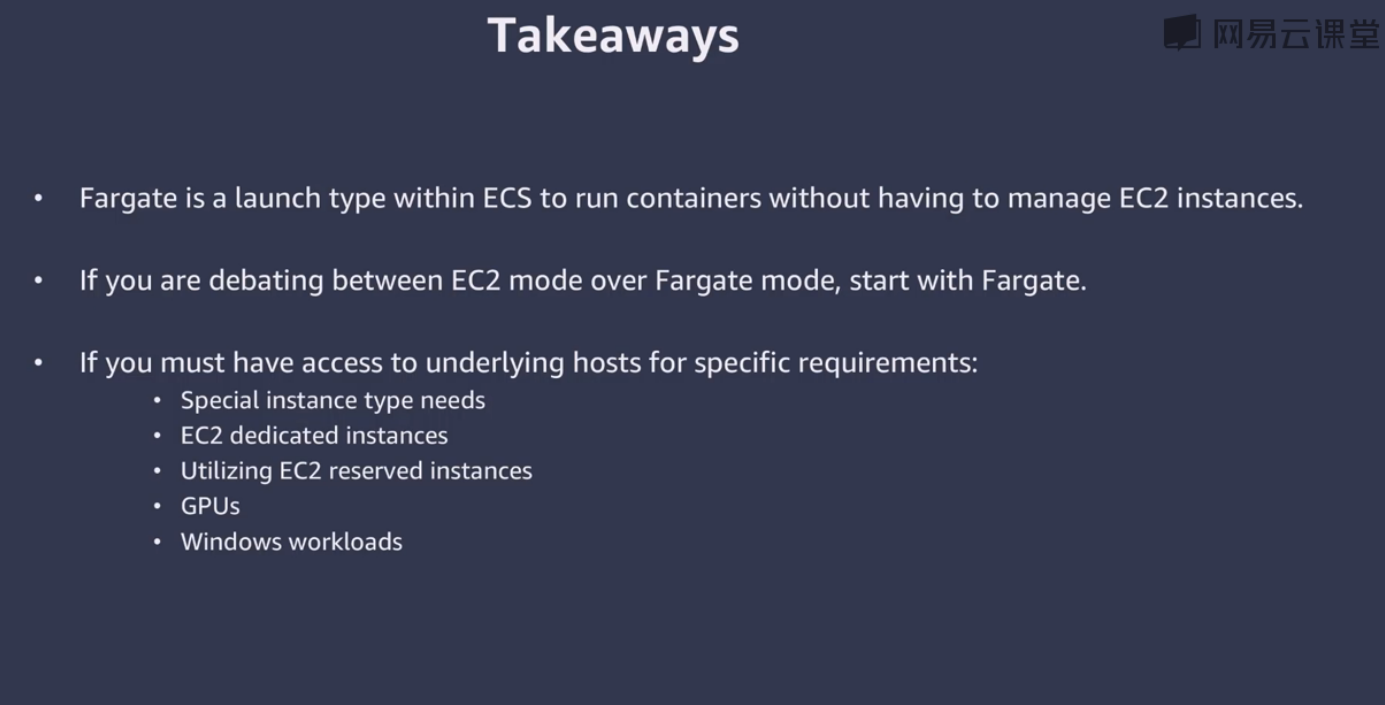 Takeaways
网易云课堂
• Fargate is a launch type within ECS to run containers without having to manage EC2 instances.
• If you are debating between EC2 mode over Fargate mode, start with Fargate.
• If you must have access to underlying hosts for specific requirements:
• Special instance type needs
• EC2 dedicated instances
• Utilizing EC2 reserved instances
• GPUs
• Windows workloads